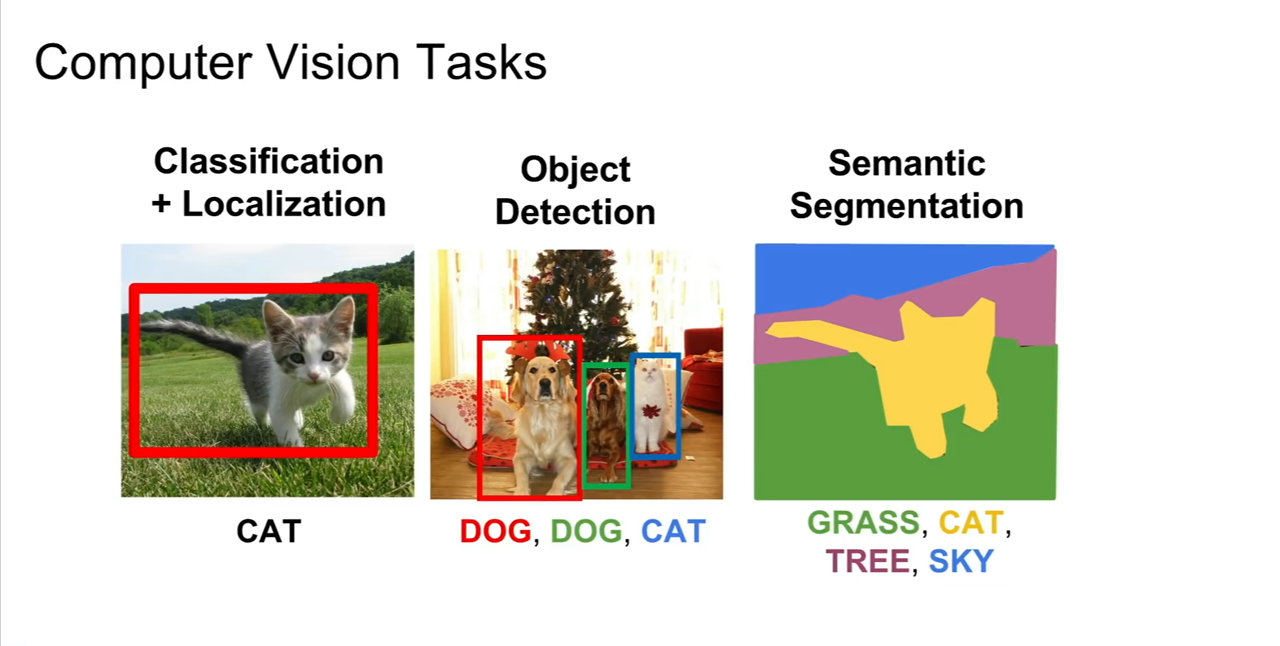 Computer Vision Tasks
Classification
+ Localization
CAT
Object
Detection
DOG, DOG, CAT
Semantic
Segmentation
GRASS, CAT,
TREE, SKY